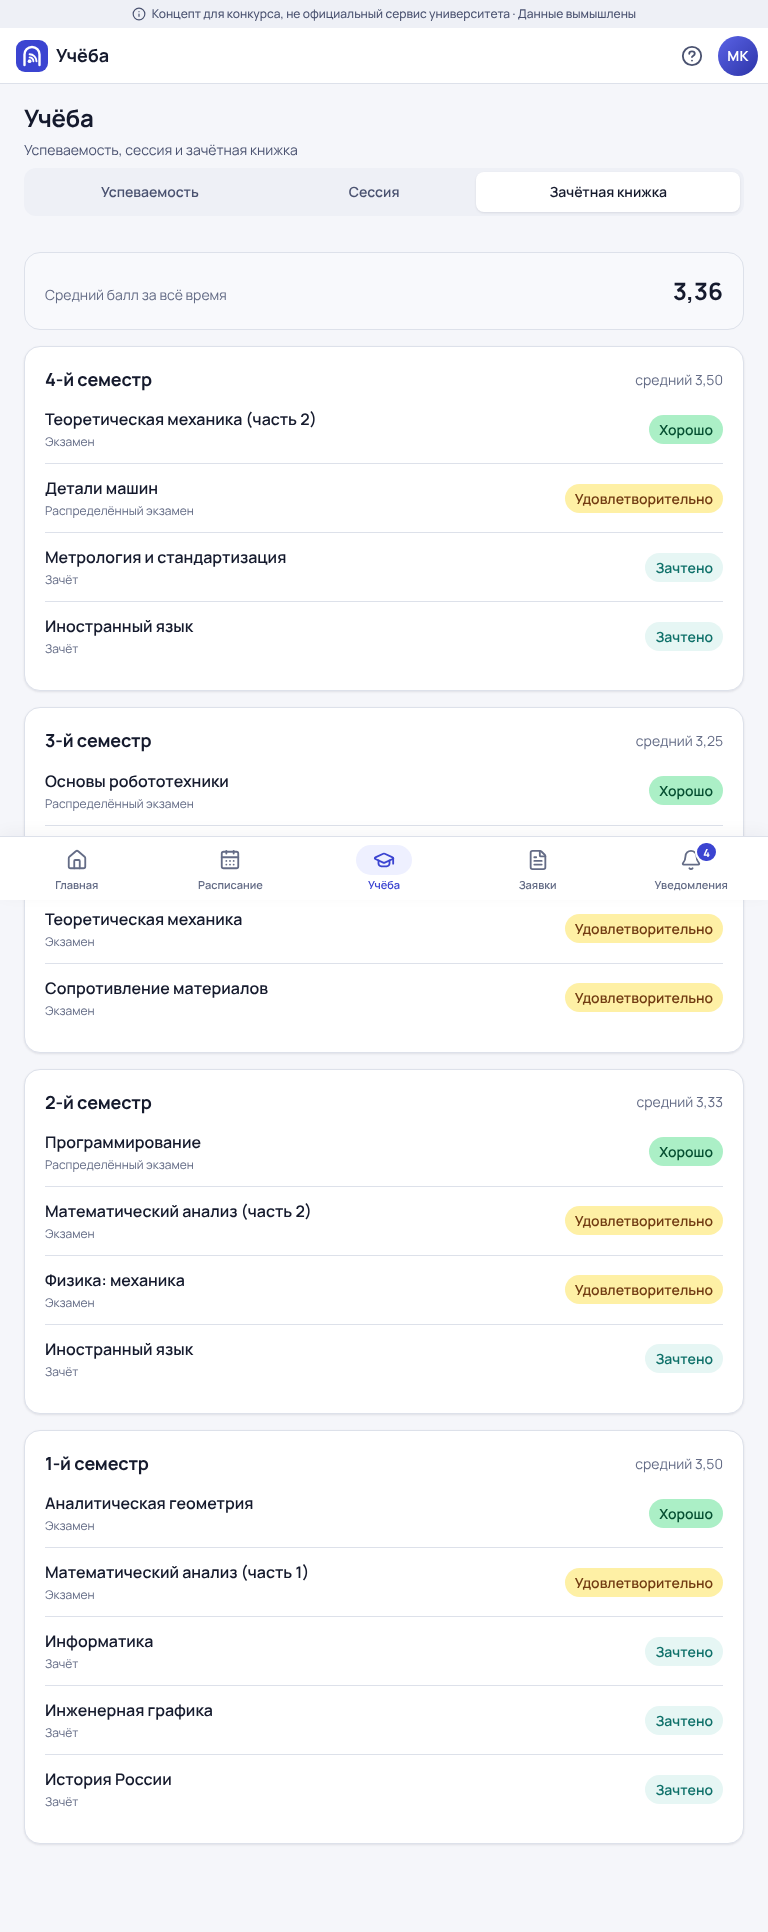 Концепт для конкурса, не официальный сервис университета · Данные вымышлены
Учёба
МК
Учёба
Успеваемость, сессия и зачётная книжка
Успеваемость
Сессия
Зачётная книжка
Средний балл за всё время
3,36
4-й семестр
средний 3,50
Теоретическая механика (часть 2)
Экзамен
Хорошо
Детали машин
Распределённый экзамен
Удовлетворительно
Метрология и стандартизация
Зачёт
Зачтено
Иностранный язык
Зачёт
Зачтено
3-й семестр
средний 3,25
Основы робототехники
Распределённый экзамен
Хорошо
Главная
Расписание
Учёба
Заявки
4
Уведомления
Теоретическая механика
Экзамен
Удовлетворительно
Сопротивление материалов
Экзамен
Удовлетворительно
2-й семестр
средний 3,33
Программирование
Распределённый экзамен
Хорошо
Математический анализ (часть 2)
Экзамен
Удовлетворительно
Физика: механика
Экзамен
Удовлетворительно
Иностранный язык
Зачёт
Зачтено
1-й семестр
средний 3,50
Аналитическая геометрия
Экзамен
Хорошо
Математический анализ (часть 1)
Экзамен
Удовлетворительно
Информатика
Зачёт
Зачтено
Инженерная графика
Зачёт
Зачтено
История России
Зачёт
Зачтено